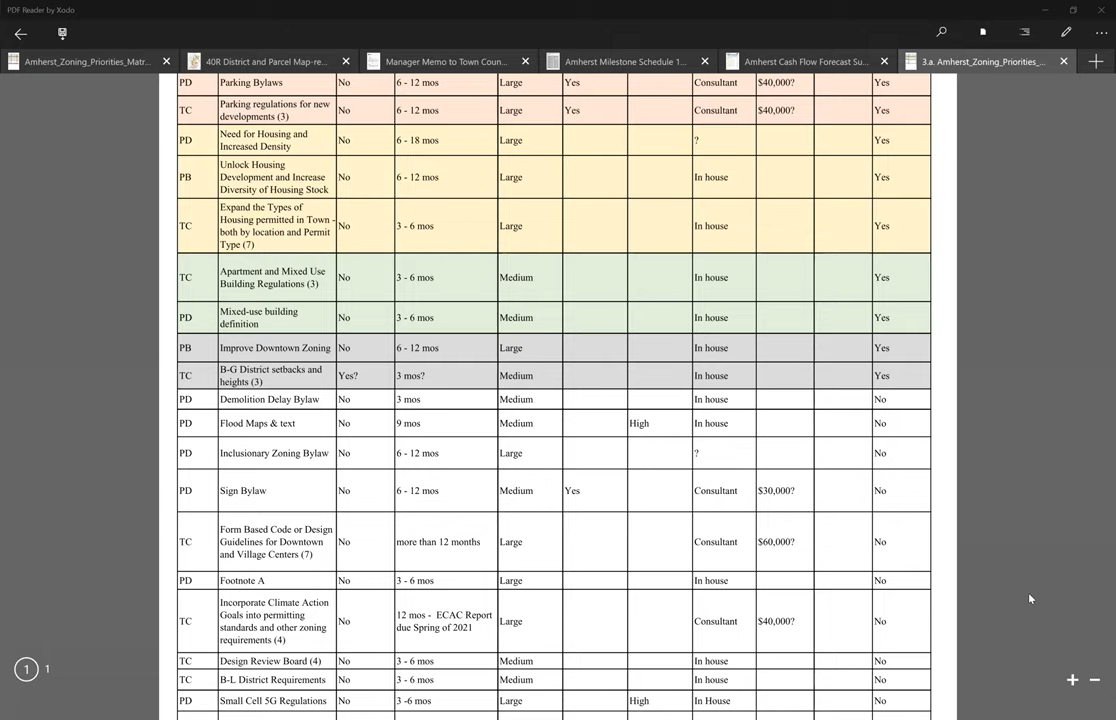 PDF Reader by Xodo
Amherst_Zoning_Priorities_Matr...
40R District and Parcel Map-re...
Manager Memo to Town Coun...
Amherst Milestone Schedule 1...
Amherst Cash Flow Forecast Su...
3.a. Amherst_Zoning_Priorities_...
PD Parking Bylaws No 6 - 12 mos Large Yes Consultant $40,000? Yes
TC Parking regulations for new developments (3) No 6 - 12 mos Large Yes Consultant $40,000? Yes
PD Need for Housing and Increased Density No 6 - 18 mos Large ? Yes
PB Unlock Housing Development and Increase Diversity of Housing Stock No 6 - 12 mos Large In house Yes
TC Expand the Types of Housing permitted in Town - both by location and Permit Type (7) No 3 - 6 mos Large In house Yes
TC Apartment and Mixed Use Building Regulations (3) No 3 - 6 mos Medium In house Yes
PD Mixed-use building definition No 3 - 6 mos Medium In house Yes
PB Improve Downtown Zoning No 6 - 12 mos Large In house Yes
TC B-G District setbacks and heights (3) Yes? 3 mos? Medium In house Yes
PD Demolition Delay Bylaw No 3 mos Medium In house No
PD Flood Maps & text No 9 mos Medium High In house No
PD Inclusionary Zoning Bylaw No 6 - 12 mos Large ? No
PD Sign Bylaw No 6 - 12 mos Medium Yes Consultant $30,000? No
TC Form Based Code or Design Guidelines for Downtown and Village Centers (7) No more than 12 months Large Consultant $60,000? No
PD Footnote A No 3 - 6 mos Large In house No
TC Incorporate Climate Action Goals into permitting standards and other zoning requirements (4) No 12 mos - ECAC Report due Spring of 2021 Large Consultant $40,000? No
TC Design Review Board (4) No 3 - 6 mos Medium In house No
TC B-L District Requirements No 3 - 6 mos Medium In house No
PD Small Cell 5G Regulations No 3 -6 mos Large High In House No
1 1